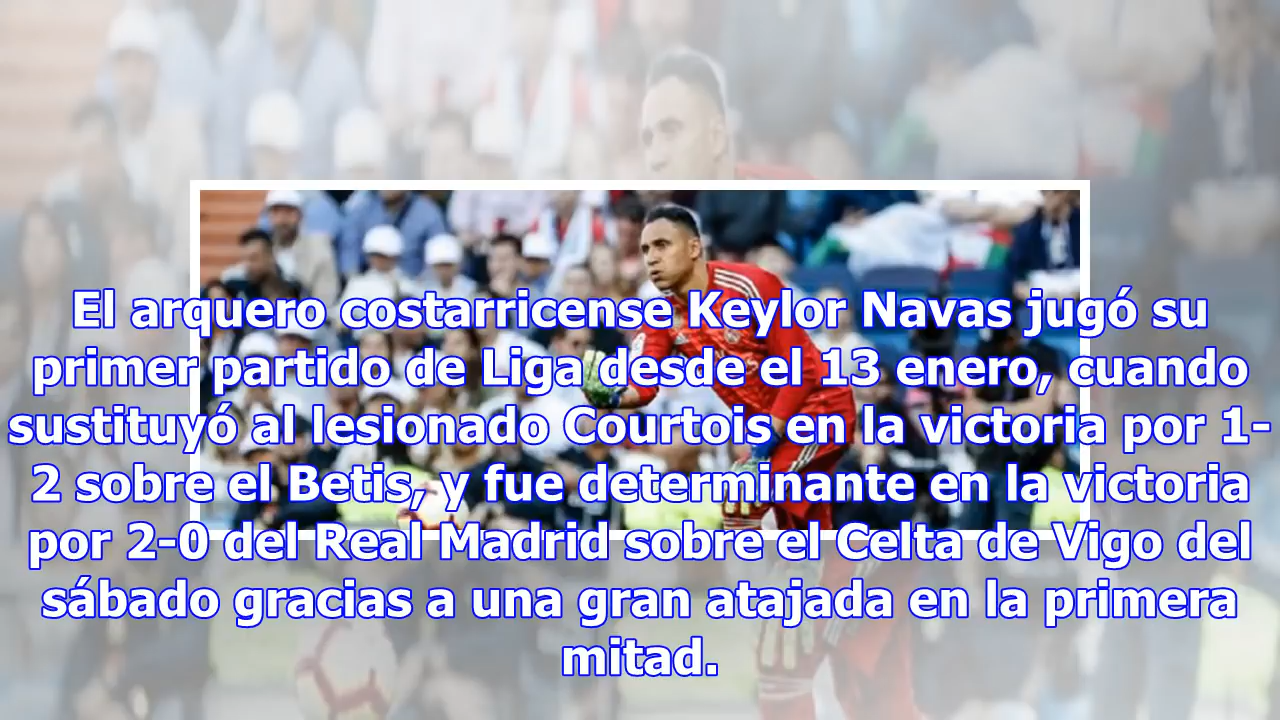 El arquero costarricense Keylor Navas jugó su
primer partido de Liga desde el 13 enero, cuando
sustituyó al lesionado Courtois en la victoria por 1-
2 sobre el Betis, y fue determinante en la victoria
por 2-0 del Real Madrid sobre el Celta de Vigo del
sábado gracias a una gran atajada en la primera
mitad.